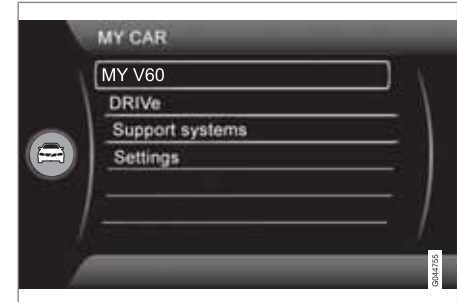 MY CAR
MY V60
DRIVe
Support systems
Settings
G044755